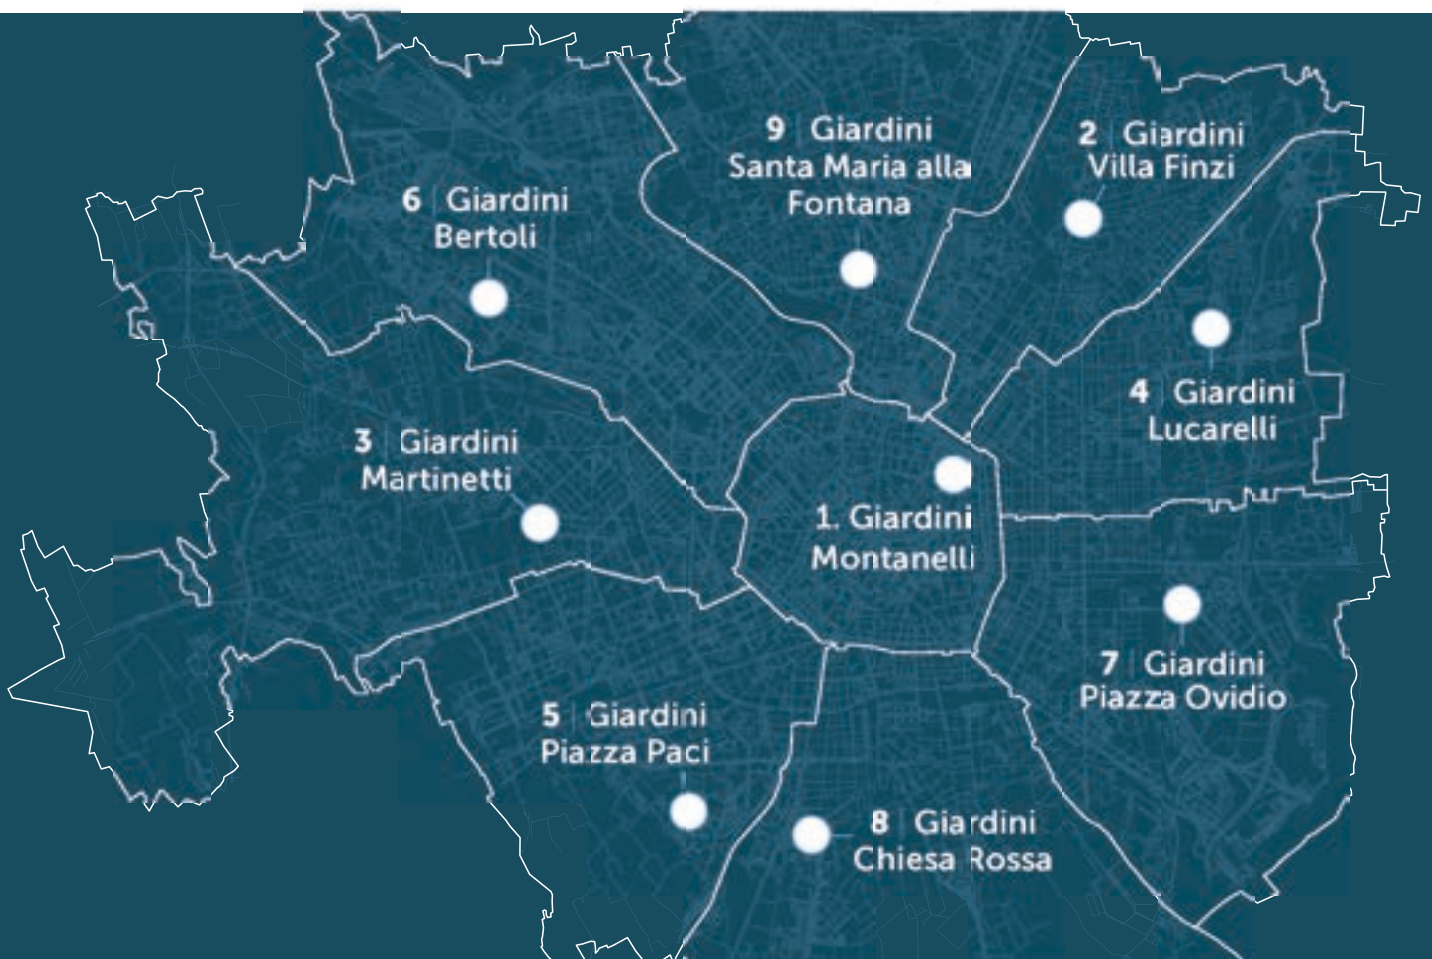 9 Giardini
Santa Maria alla
Fontana
2 Giardini
Villa Finzi
6 Giardini
Bertoli
4 Giardini
Lucarelli
3 Giardini
Martinetti
1. Giardini
Montanelli
7 Giardini
Piazza Ovidio
5 Giardini
Piazza Paci
8 Giardini
Chiesa Rossa